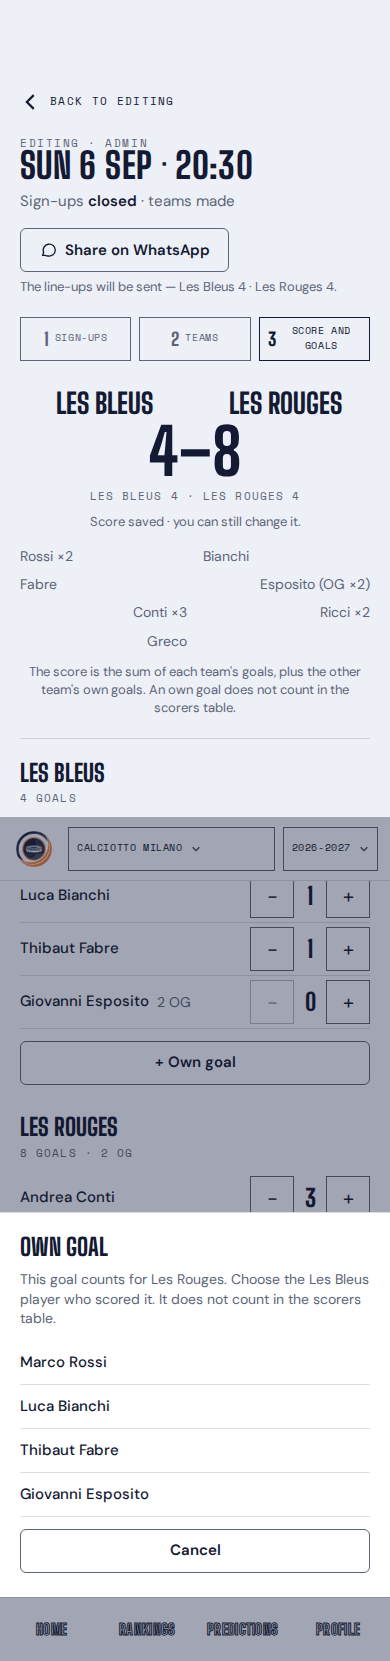 BACK TO EDITING
EDITING · ADMIN
SUN 6 SEP · 20:30
Sign-ups closed · teams made
Share on WhatsApp
The line-ups will be sent — Les Bleus 4 · Les Rouges 4.
1 SIGN-UPS
2 TEAMS
3 SCORE AND
GOALS
LES BLEUS
LES ROUGES
4–8
LES BLEUS 4 · LES ROUGES 4
Score saved · you can still change it.
Rossi ×2
Bianchi
Fabre
Esposito (OG ×2)
Conti ×3
Ricci ×2
Greco
The score is the sum of each team's goals, plus the other
team's own goals. An own goal does not count in the
scorers table.
LES BLEUS
4 GOALS
CALCIOTTO MILANO
2026-2027
Luca Bianchi
– 1 +
Thibaut Fabre
– 1 +
Giovanni Esposito 2 OG
– 0 +
+ Own goal
LES ROUGES
8 GOALS · 2 OG
Andrea Conti
– 3 +
OWN GOAL
This goal counts for Les Rouges. Choose the Les Bleus
player who scored it. It does not count in the scorers
table.
Marco Rossi
Luca Bianchi
Thibaut Fabre
Giovanni Esposito
Cancel
HOME
RANKINGS
PREDICTIONS
PROFILE